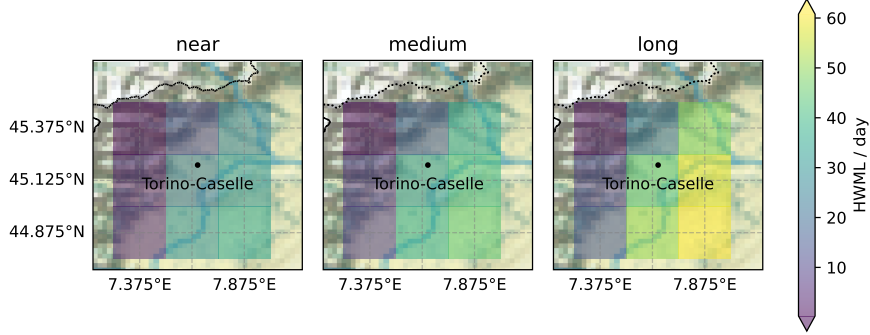 near
medium
long
45.375°N
45.125°N
44.875°N
Torino-Caselle
Torino-Caselle
Torino-Caselle
7.375°E
7.875°E
7.375°E
7.875°E
7.375°E
7.875°E
60
50
40
30
20
10
HWML / day